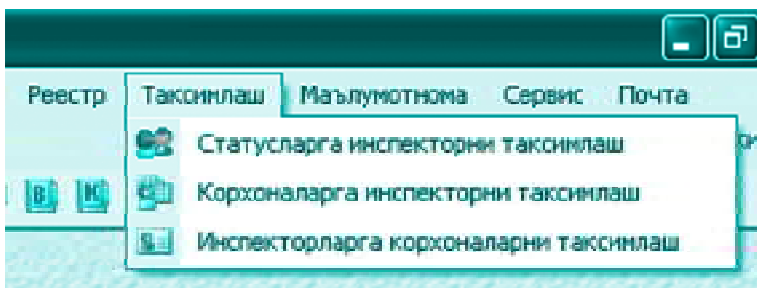 Реестр Таксимлаш Маълумотнома Сервис Почта
Статусларга инспекторни таксимлаш
Корхоналарга инспекторни таксимлаш
В К
Инспекторларга корхоналарни таксимлаш